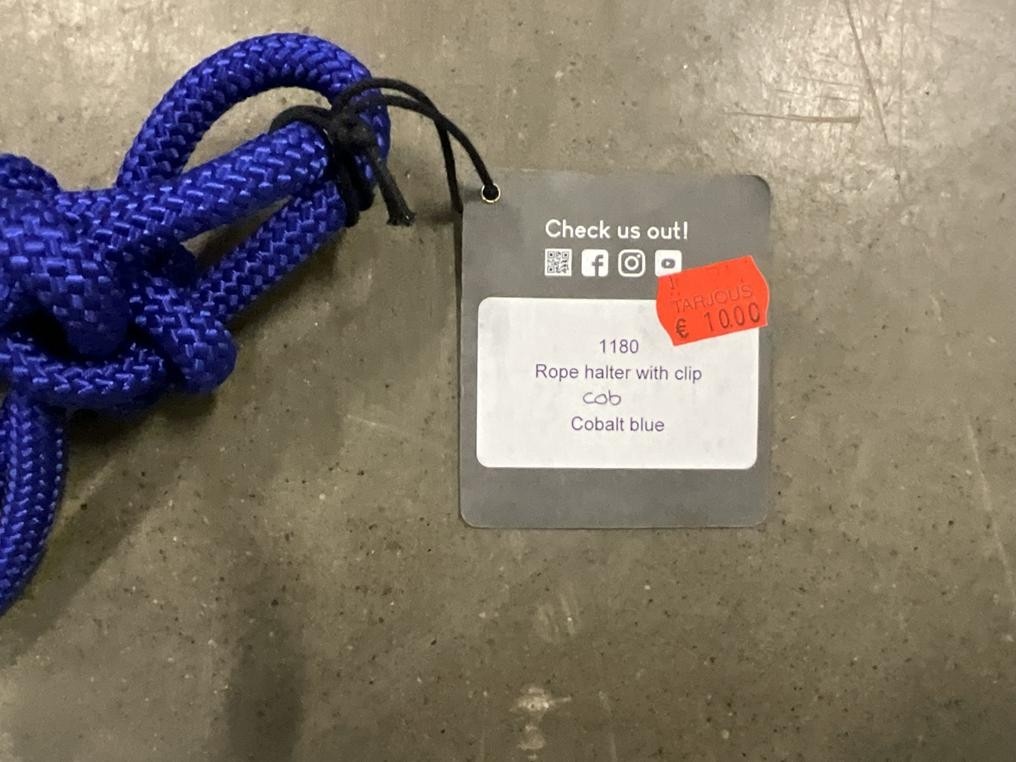 Check us out!
TARJOUS
€ 10.00
1180
Rope halter with clip
cob
Cobalt blue